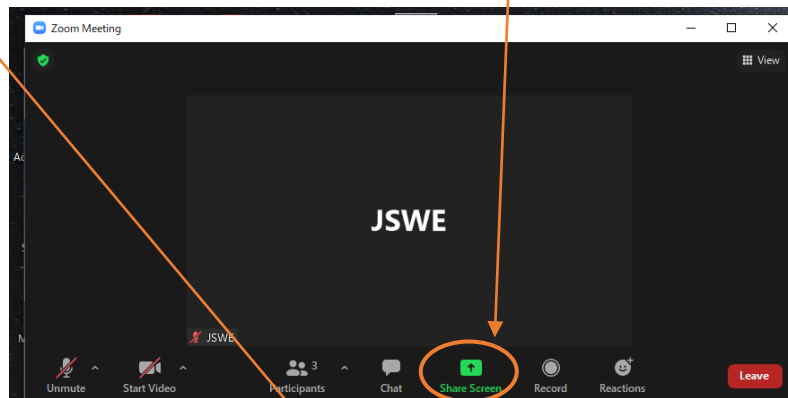 Zoom Meeting
View
JSWE
JSWE
3
Unmute
Start Video
Participants
Chat
Share Screen
Record
Reactions
Leave